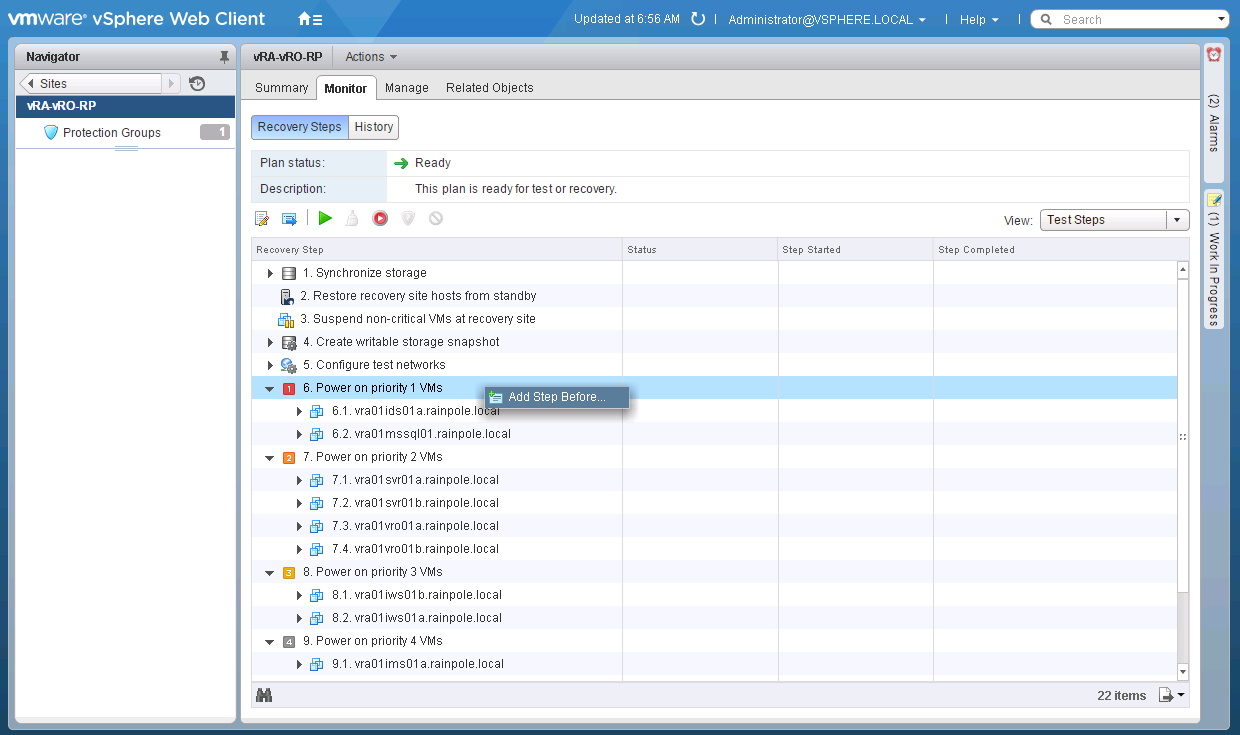 vmware® vSphere Web Client
Updated at 6:56 AM
Administrator@VSPHERE.LOCAL
Help
Search
Navigator
Sites
vRA-vRO-RP
Protection Groups 1
vRA-vRO-RP Actions
Summary Monitor Manage Related Objects
Recovery Steps History
Plan status: Ready
Description: This plan is ready for test or recovery.
View: Test Steps
Recovery Step Status Step Started Step Completed
1. Synchronize storage
2. Restore recovery site hosts from standby
3. Suspend non-critical VMs at recovery site
4. Create writable storage snapshot
5. Configure test networks
1 6. Power on priority 1 VMs
Add Step Before...
6.1. vra01ids01a.rainpole.local
6.2. vra01mssql01.rainpole.local
2 7. Power on priority 2 VMs
7.1. vra01svr01a.rainpole.local
7.2. vra01svr01b.rainpole.local
7.3. vra01vro01a.rainpole.local
7.4. vra01vro01b.rainpole.local
3 8. Power on priority 3 VMs
8.1. vra01iws01b.rainpole.local
8.2. vra01iws01a.rainpole.local
4 9. Power on priority 4 VMs
9.1. vra01ims01a.rainpole.local
22 items
(2) Alarms
(1) Work In Progress